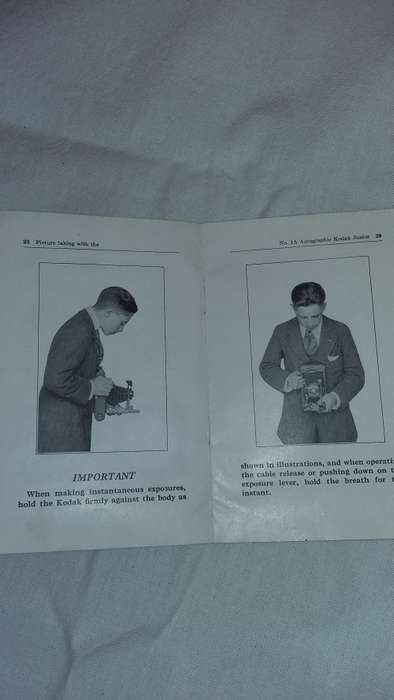 28 Picture taking with the
IMPORTANT
When making instantaneous exposures,
hold the Kodak firmly against the body as
No. 1A Autographic Kodak Junior 29
shown in illustrations, and when operati
the cable release or pushing down on t
exposure lever, hold the breath for t
instant.